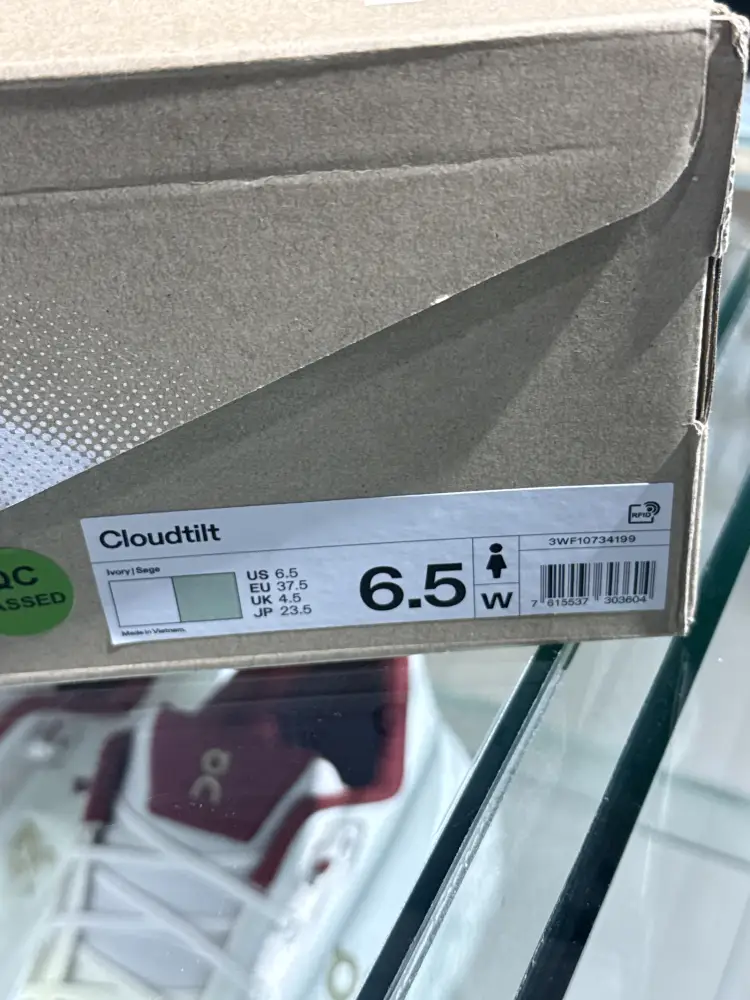 Cloudtilt
RFID
3WF10734199
Ivory | Sage
US 6.5
EU 37.5
UK 4.5
JP 23.5
6.5
W
7 615537 303604
Made in Vietnam.
QC
ASSED